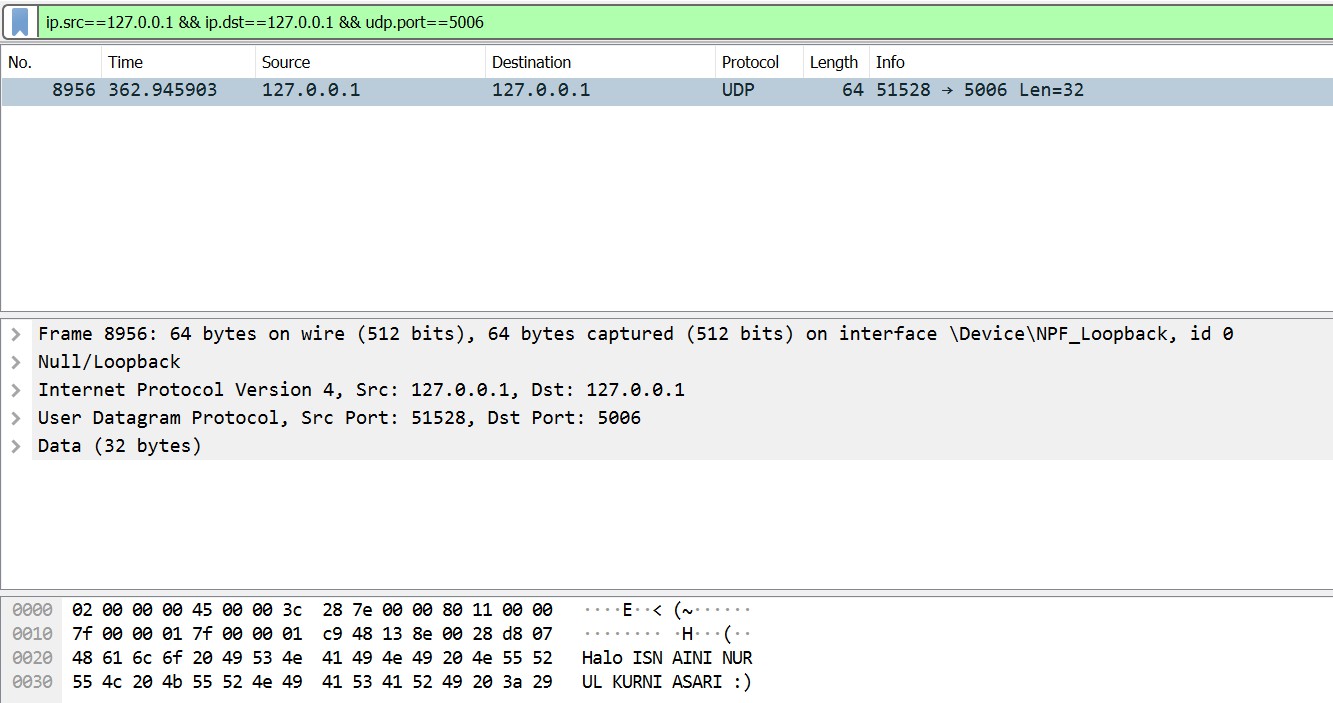 ip.src==127.0.0.1 && ip.dst==127.0.0.1 && udp.port==5006
No. Time Source Destination Protocol Length Info
8956 362.945903 127.0.0.1 127.0.0.1 UDP 64 51528 → 5006 Len=32
Frame 8956: 64 bytes on wire (512 bits), 64 bytes captured (512 bits) on interface \Device\NPF_Loopback, id 0
Null/Loopback
Internet Protocol Version 4, Src: 127.0.0.1, Dst: 127.0.0.1
User Datagram Protocol, Src Port: 51528, Dst Port: 5006
Data (32 bytes)
0000 02 00 00 00 45 00 00 3c 28 7e 00 00 80 11 00 00 ····E··< (~······
0010 7f 00 00 01 7f 00 00 01 c9 48 13 8e 00 28 d8 07 ········ ·H···(··
0020 48 61 6c 6f 20 49 53 4e 41 49 4e 49 20 4e 55 52 Halo ISN AINI NUR
0030 55 4c 20 4b 55 52 4e 49 41 53 41 52 49 20 3a 29 UL KURNI ASARI :)